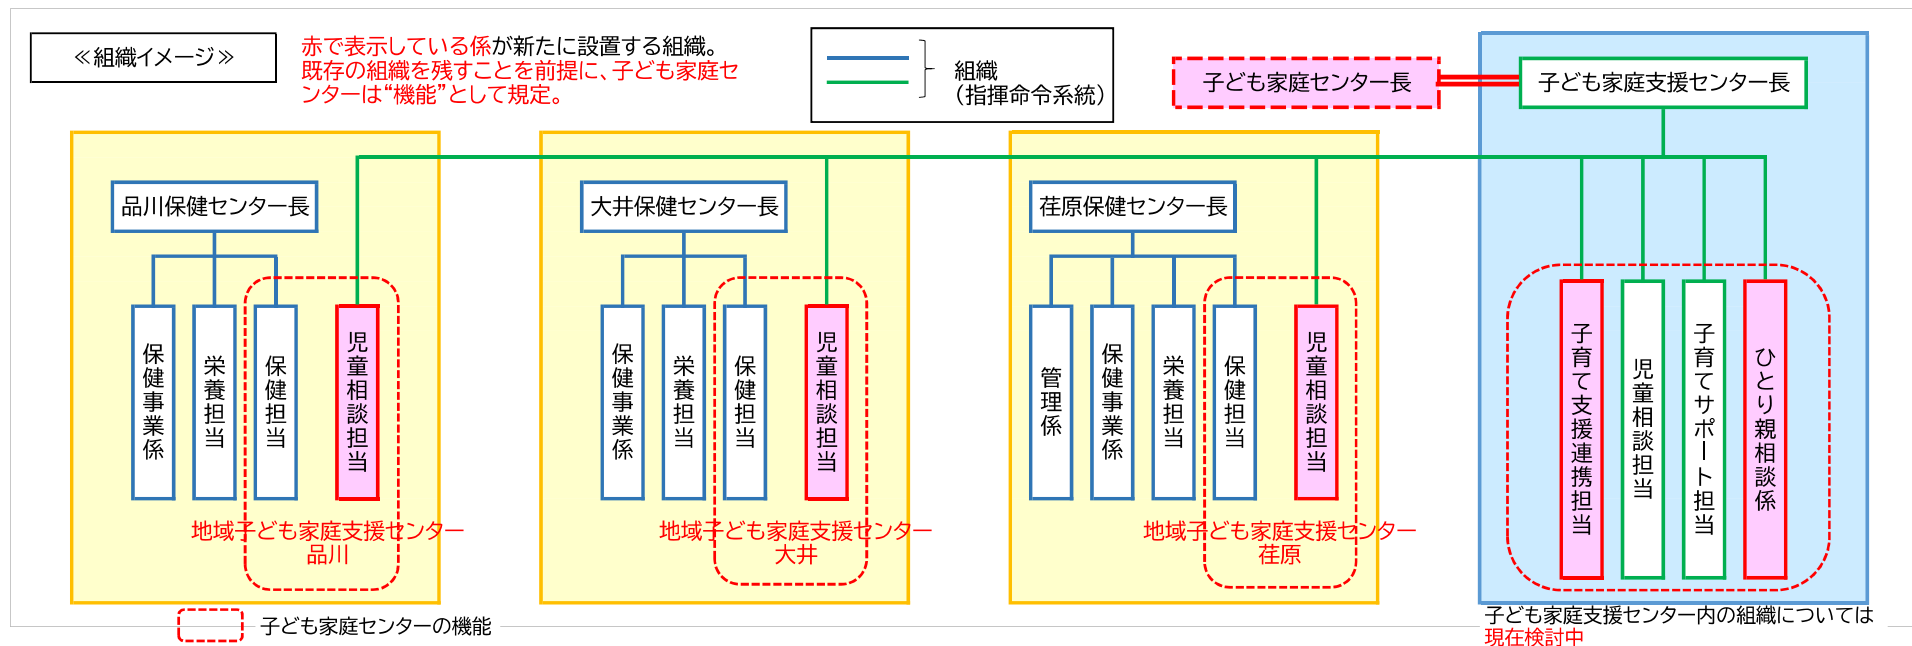 ≪組織イメージ≫
赤で表示している係が新たに設置する組織。
既存の組織を残すことを前提に、子ども家庭セ
ンターは“機能”として規定。
組織
（指揮命令系統）
子ども家庭センター長
子ども家庭支援センター長
品川保健センター長
保健事業係
栄養担当
保健担当
児童相談担当
地域子ども家庭支援センター
品川
大井保健センター長
保健事業係
栄養担当
保健担当
児童相談担当
地域子ども家庭支援センター
大井
荏原保健センター長
管理係
保健事業係
栄養担当
保健担当
児童相談担当
地域子ども家庭支援センター
荏原
子育て支援連携担当
児童相談担当
子育てサポート担当
ひとり親相談係
子ども家庭センターの機能
子ども家庭支援センター内の組織については
現在検討中